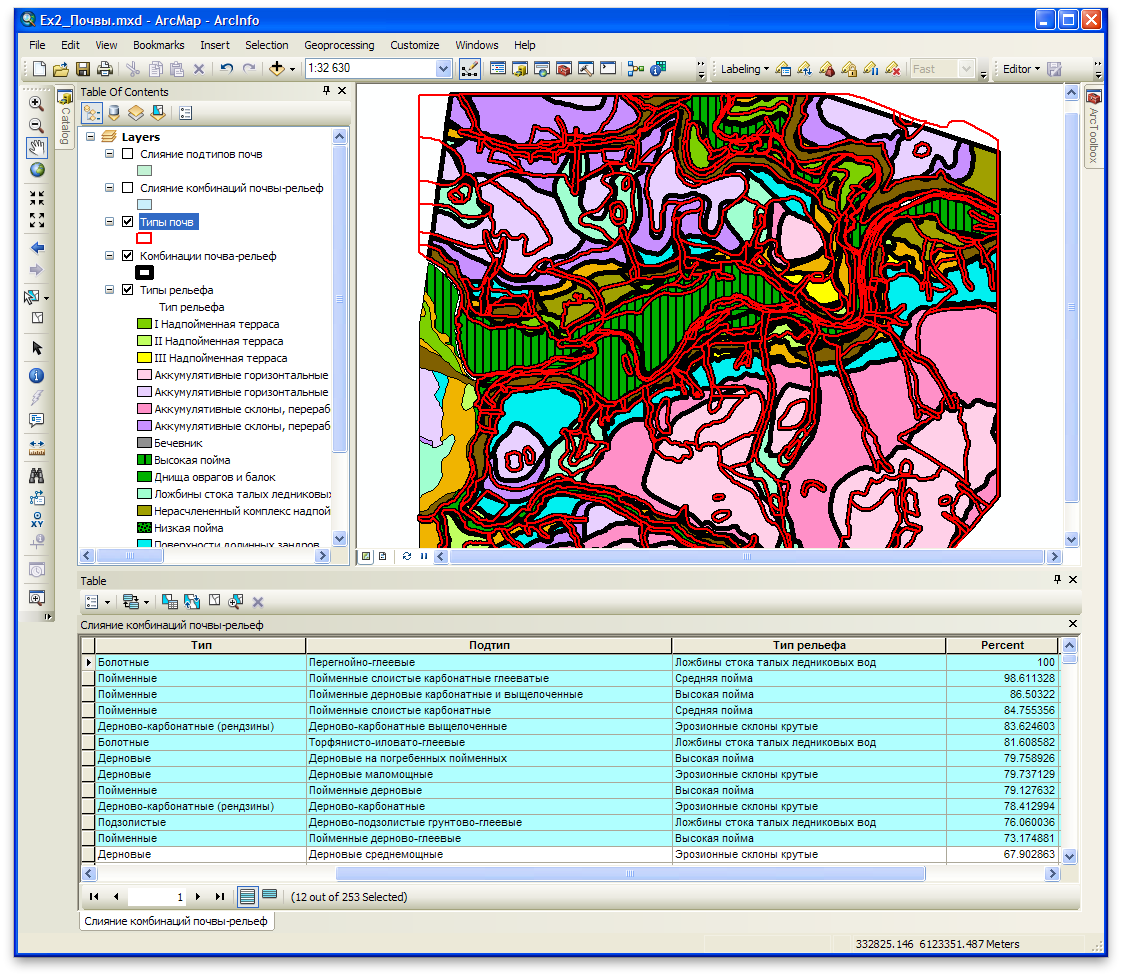 Ex2_Почвы.mxd - ArcMap - ArcInfo
File Edit View Bookmarks Insert Selection Geoprocessing Customize Windows Help
1:32 630 Labeling Fast Editor
Table Of Contents
Catalog
ArcToolbox
Layers
Слияние подтипов почв
Слияние комбинаций почвы-рельеф
Типы почв
Комбинации почва-рельеф
Типы рельефа
Тип рельефа
I Надпойменная терраса
II Надпойменная терраса
III Надпойменная терраса
Аккумулятивные горизонтальные
Аккумулятивные горизонтальные
Аккумулятивные склоны, перераб
Аккумулятивные склоны, перераб
Бечевник
Высокая пойма
Днища оврагов и балок
Ложбины стока талых ледниковы
Нерасчлененный комплекс надпой
Низкая пойма
Поверхности долинных зандров
XY
Table
Слияние комбинаций почвы-рельеф
Тип Подтип Тип рельефа Percent
Болотные Перегнойно-глеевые Ложбины стока талых ледниковых вод 100
Пойменные Пойменные слоистые карбонатные глееватые Средняя пойма 98.611328
Пойменные Пойменные дерновые карбонатные и выщелоченные Высокая пойма 86.50322
Пойменные Пойменные слоистые карбонатные Средняя пойма 84.755356
Дерново-карбонатные (рендзины) Дерново-карбонатные выщелоченные Эрозионные склоны крутые 83.624603
Болотные Торфянисто-иловато-глеевые Ложбины стока талых ледниковых вод 81.608582
Дерновые Дерновые на погребенных пойменных Высокая пойма 79.758926
Дерновые Дерновые маломощные Эрозионные склоны крутые 79.737129
Пойменные Пойменные дерновые Высокая пойма 79.127632
Дерново-карбонатные (рендзины) Дерново-карбонатные Эрозионные склоны крутые 78.412994
Подзолистые Дерново-подзолистые грунтово-глеевые Ложбины стока талых ледниковых вод 76.060036
Пойменные Пойменные дерново-глеевые Высокая пойма 73.174881
Дерновые Дерновые среднемощные Эрозионные склоны крутые 67.902863
1 (12 out of 253 Selected)
Слияние комбинаций почвы-рельеф
332825.146 6123351.487 Meters